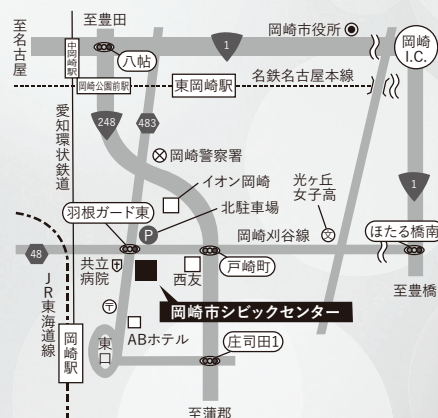 至豊田
至名古屋
中岡崎駅
八帖
1
岡崎市役所
岡崎
I.C.
岡崎公園前駅
東岡崎駅
名鉄名古屋本線
愛知環状鉄道
248
483
岡崎警察署
イオン岡崎
光ヶ丘
女子高
1
羽根ガード東
P
北駐車場
文
岡崎刈谷線
ほたる橋南
48
共立
病院
西友
戸崎町
至豊橋
JR東海道線
岡崎市シビックセンター
〒
岡崎駅
東口
ABホテル
庄司田1
至蒲郡